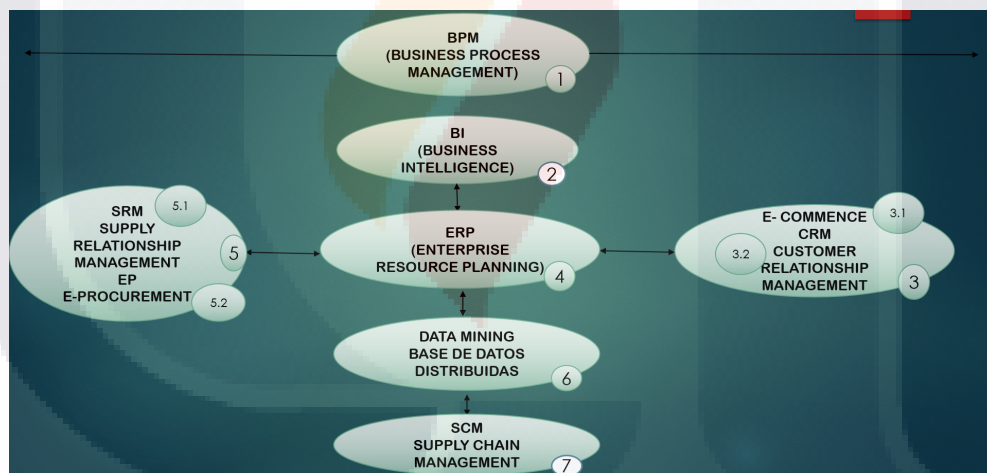 BPM
(BUSINESS PROCESS
MANAGEMENT)
1
BI
(BUSINESS
INTELLIGENCE)
2
5.1
SRM
SUPPLY
RELATIONSHIP
MANAGEMENT
EP
E-PROCUREMENT
5
5.2
ERP
(ENTERPRISE
RESOURCE PLANNING)
4
3.1
E- COMMENCE
CRM
3.2
CUSTOMER
RELATIONSHIP
MANAGEMENT
3
DATA MINING
BASE DE DATOS
DISTRIBUIDAS
6
SCM
SUPPLY CHAIN
MANAGEMENT
7